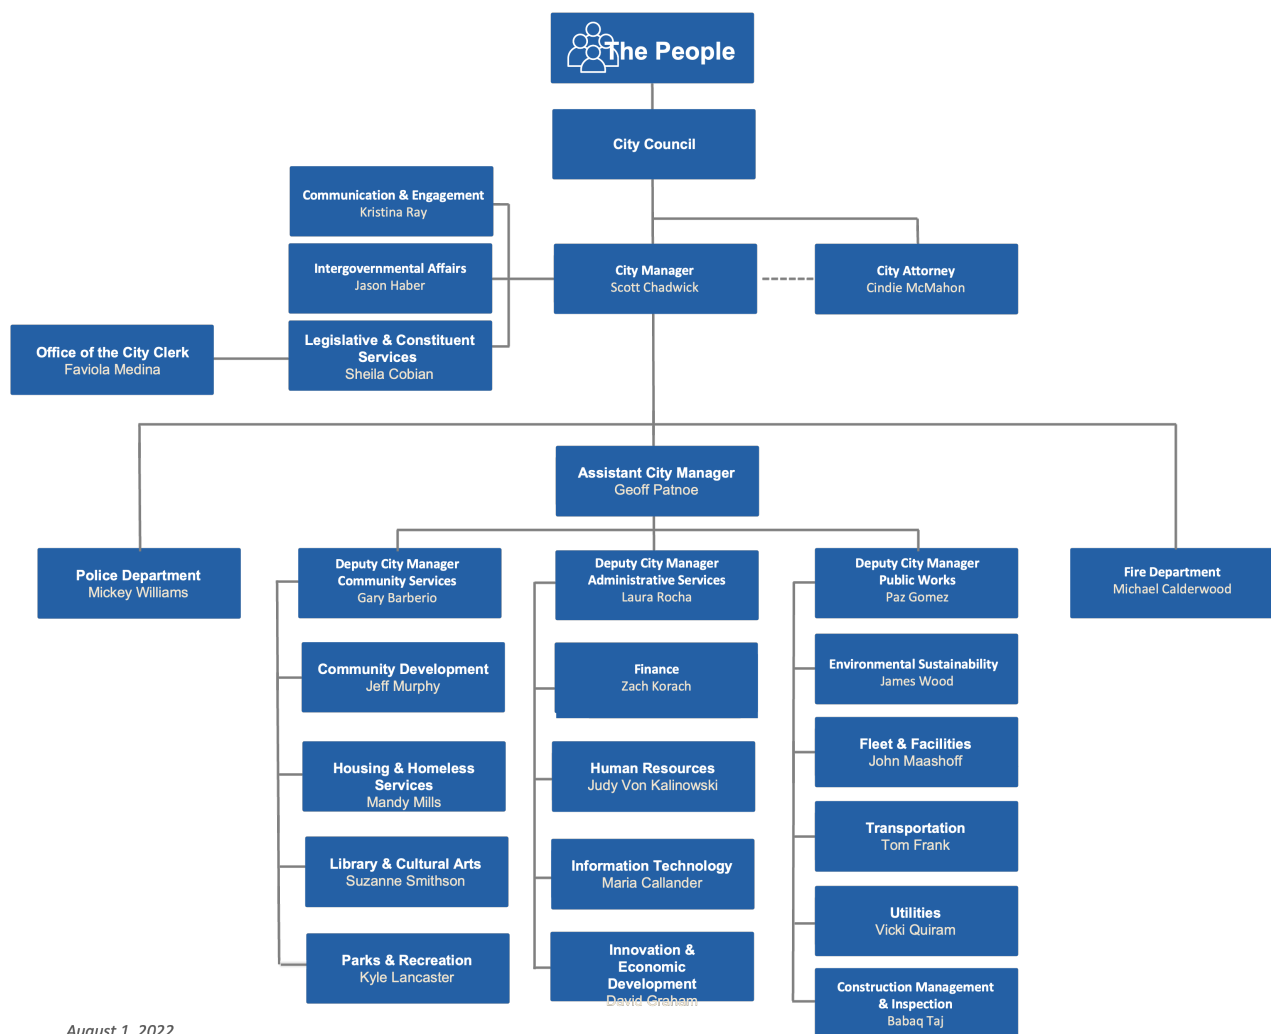 The People
City Council
Communication & Engagement
Kristina Ray
Intergovernmental Affairs
Jason Haber
City Manager
Scott Chadwick
City Attorney
Cindie McMahon
Legislative & Constituent
Services
Sheila Cobian
Office of the City Clerk
Faviola Medina
Assistant City Manager
Geoff Patnoe
Police Department
Mickey Williams
Deputy City Manager
Community Services
Gary Barberio
Deputy City Manager
Administrative Services
Laura Rocha
Deputy City Manager
Public Works
Paz Gomez
Fire Department
Michael Calderwood
Community Development
Jeff Murphy
Housing & Homeless
Services
Mandy Mills
Library & Cultural Arts
Suzanne Smithson
Parks & Recreation
Kyle Lancaster
Finance
Zach Korach
Human Resources
Judy Von Kalinowski
Information Technology
Maria Callander
Innovation &
Economic
Development
David Graham
Environmental Sustainability
James Wood
Fleet & Facilities
John Maashoff
Transportation
Tom Frank
Utilities
Vicki Quiram
Construction Management
& Inspection
Babaq Taj
August 1, 2022